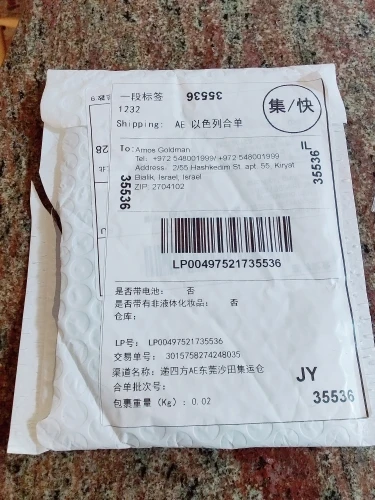 一段标签
35536
1232
集/快
Shipping: AE 以色列合单
To: Amos Goldman
Tel: +972 548001999/ +972 548001999
Address: 2/55 Hashkedim St. apt. 55, Kiryat
Bialik, Israel, Israel
ZIP: 2704102
35536
IL
35536
LP00497521735536
是否带电池: 否
是否带有非液体化妆品: 否
仓库:
LP号: LP00497521735536
交易单号: 3015758274248035
渠道名称: 递四方AE东莞沙田集运仓
合单批次号:
包裹重量(Kg): 0.02
JY
35536
28